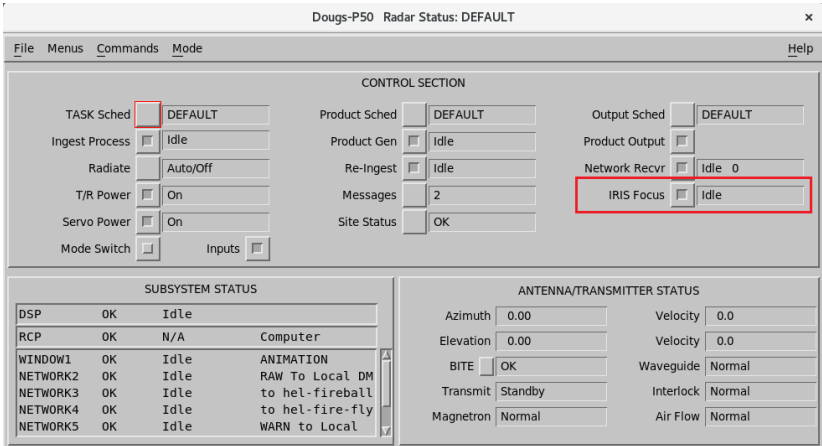 Dougs-P50 Radar Status: DEFAULT ×
File Menus Commands Mode Help
CONTROL SECTION
TASK Sched DEFAULT Product Sched DEFAULT Output Sched DEFAULT
Ingest Process Idle Product Gen Idle Product Output
Radiate Auto/Off Re-Ingest Idle Network Recvr Idle 0
T/R Power On Messages 2 IRIS Focus Idle
Servo Power On Site Status OK
Mode Switch Inputs
SUBSYSTEM STATUS
DSP OK Idle
RCP OK N/A Computer
WINDOW1 OK Idle ANIMATION
NETWORK2 OK Idle RAW To Local DM
NETWORK3 OK Idle to hel-fireball
NETWORK4 OK Idle to hel-fire-fly
NETWORK5 OK Idle WARN to Local
ANTENNA/TRANSMITTER STATUS
Azimuth 0.00 Velocity 0.0
Elevation 0.00 Velocity 0.0
BITE OK Waveguide Normal
Transmit Standby Interlock Normal
Magnetron Normal Air Flow Normal